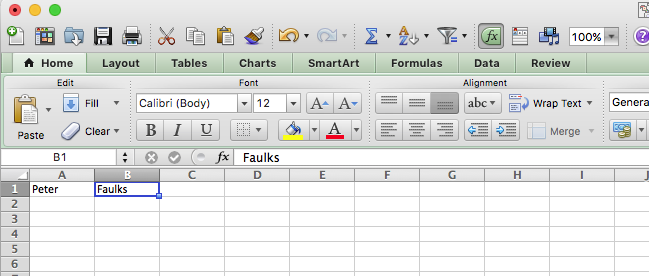 100%
Home Layout Tables Charts SmartArt Formulas Data Review
Edit Font Alignment
Fill Calibri (Body) 12 A A abc Wrap Text Genera
Paste Clear B I U A Merge
B1 fx Faulks
A B C D E F G H I J
1 Peter Faulks
2
3
4
5
6